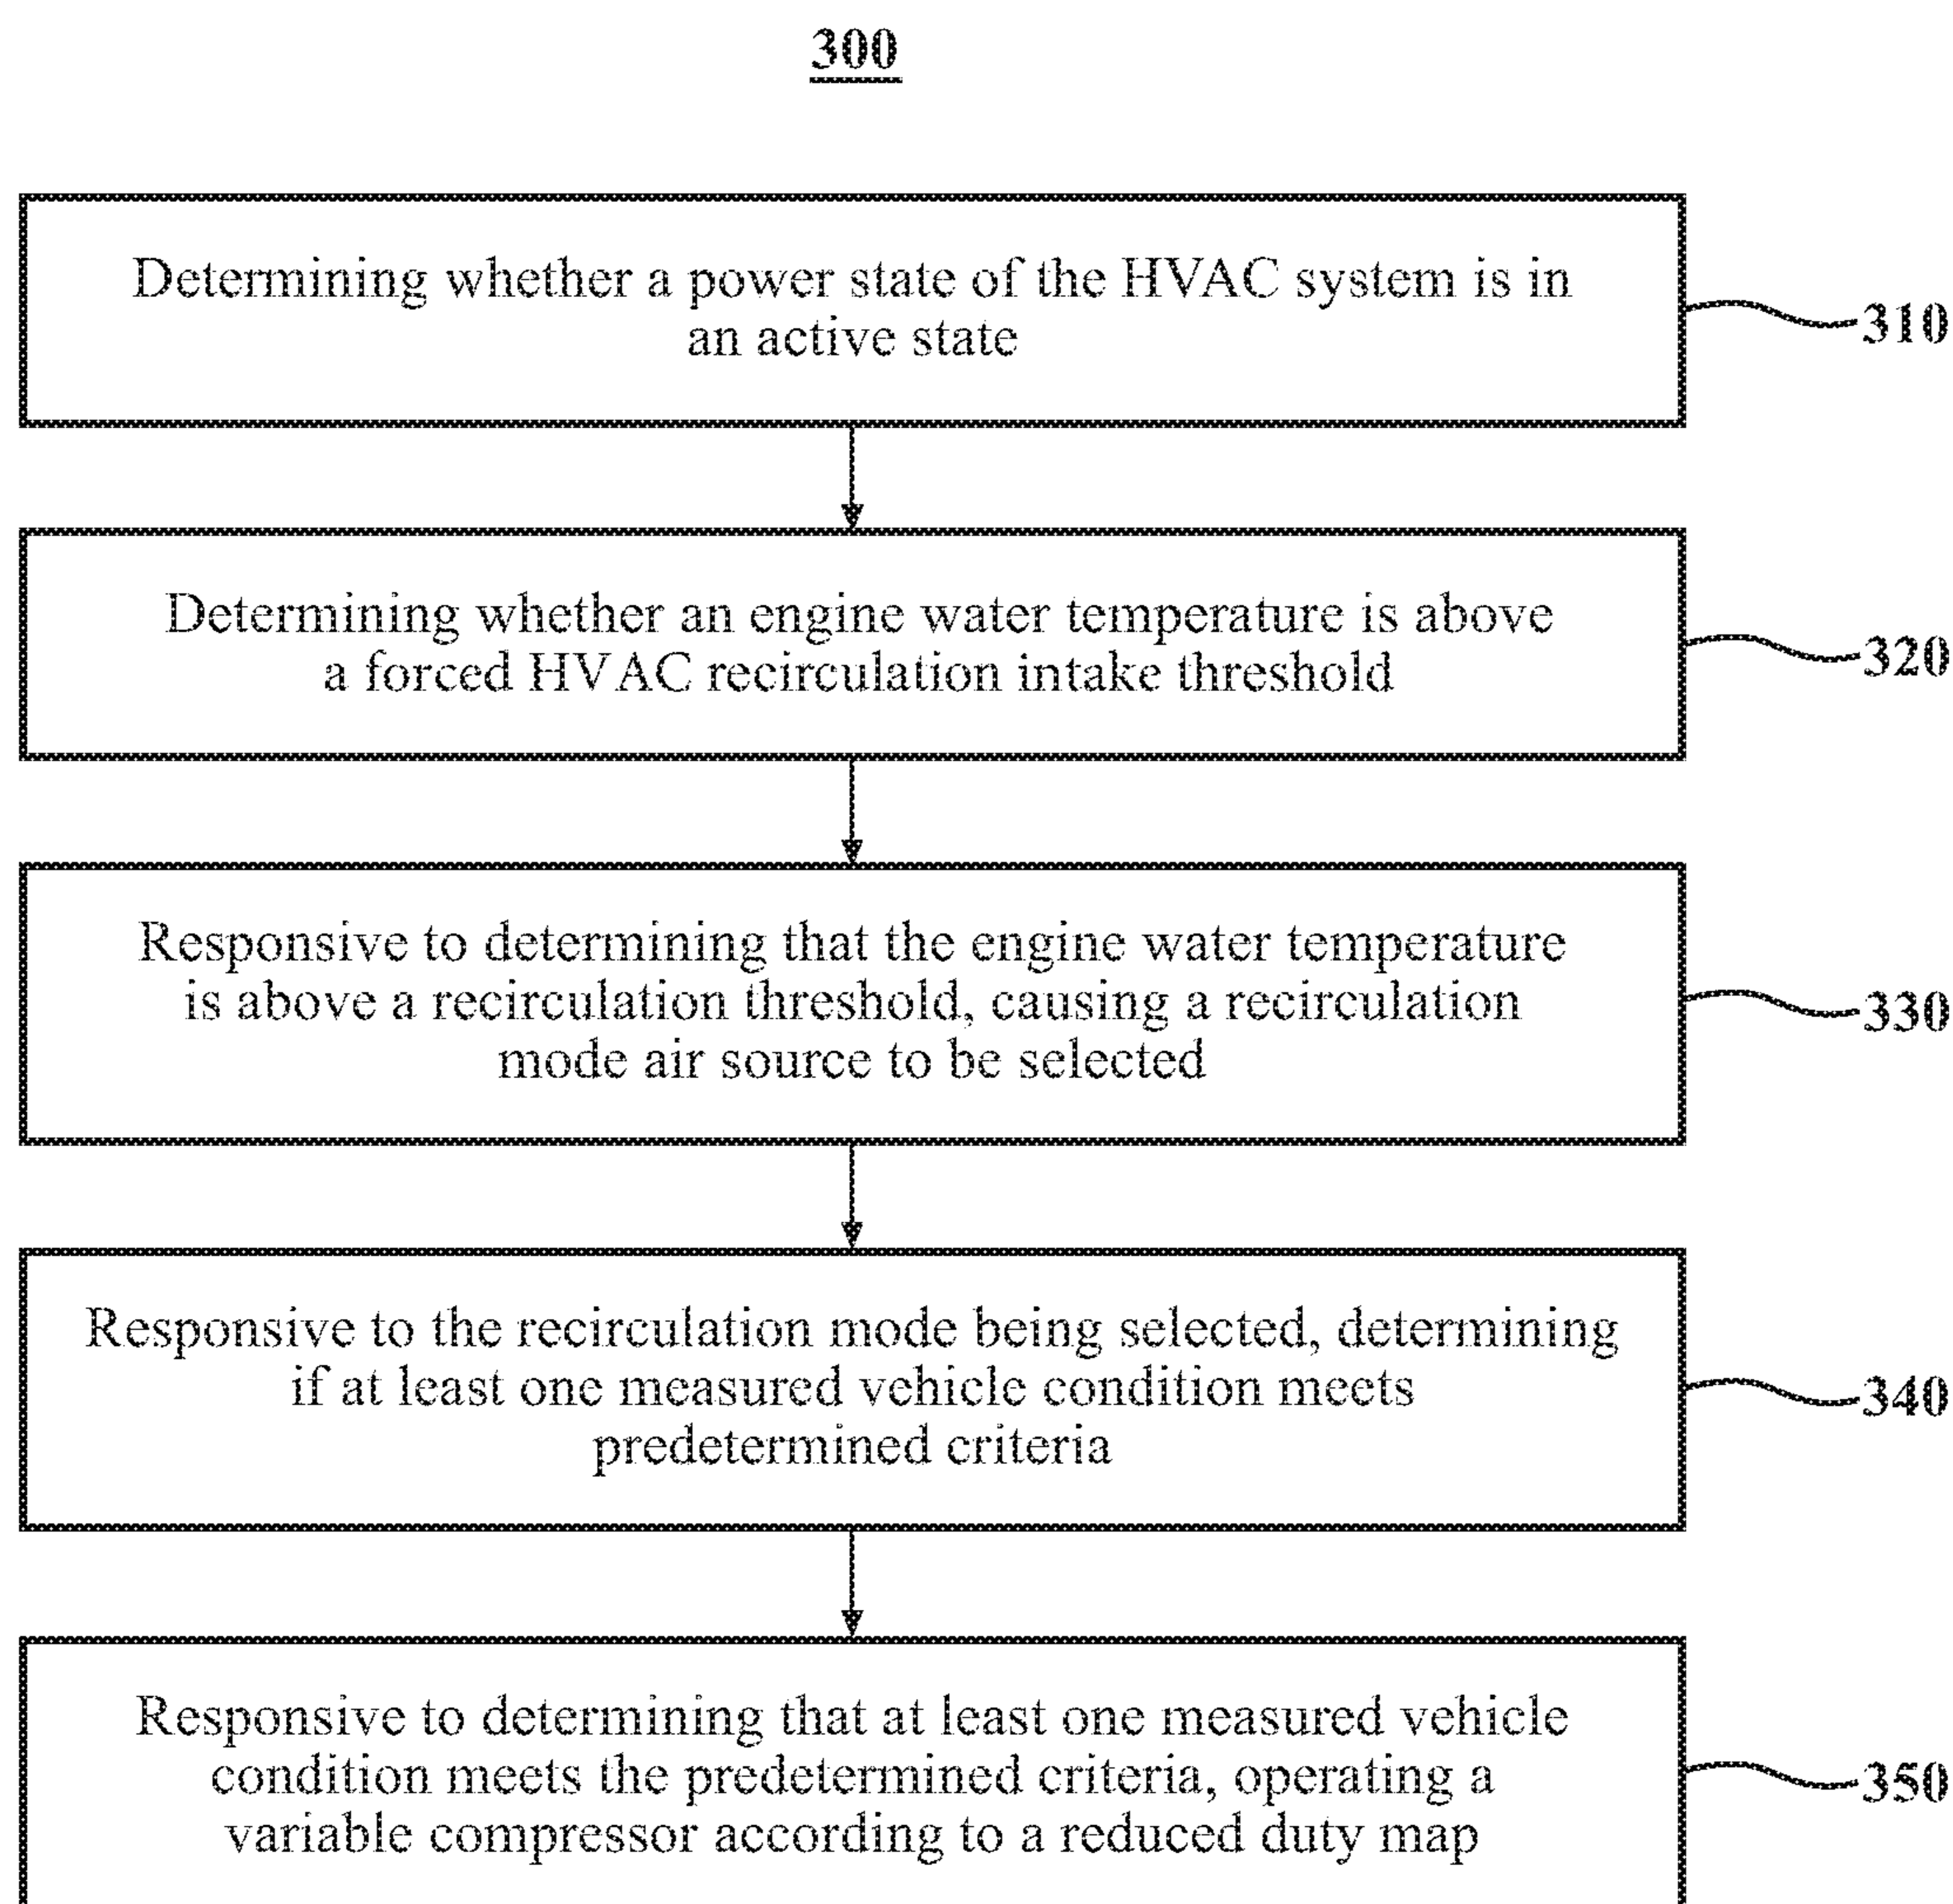 300
Determining whether a power state of the HVAC system is in
an active state
310
Determining whether an engine water temperature is above
a forced HVAC recirculation intake threshold
320
Responsive to determining that the engine water temperature
is above a recirculation threshold, causing a recirculation
mode air source to be selected
330
Responsive to the recirculation mode being selected, determining
if at least one measured vehicle condition meets
predetermined criteria
340
Responsive to determining that at least one measured vehicle
condition meets the predetermined criteria, operating a
variable compressor according to a reduced duty map
350